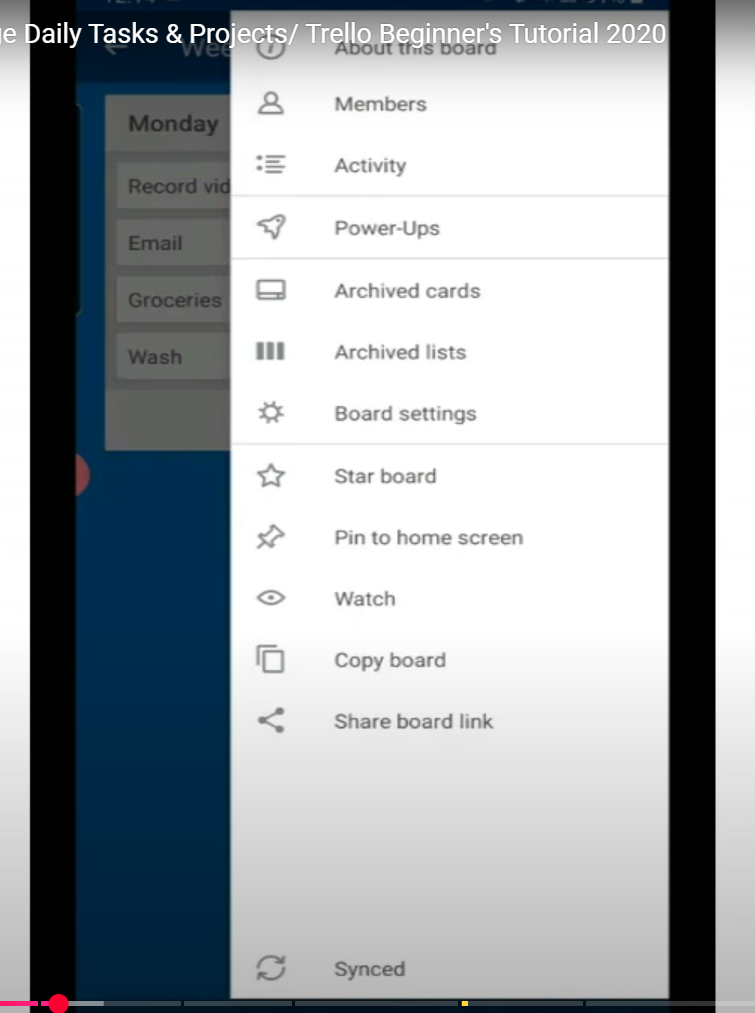 ge Daily Tasks & Projects/ Trello Beginner's Tutorial 2020
Wee
About this board
Members
Monday
Activity
Record vid
Power-Ups
Email
Archived cards
Groceries
Archived lists
Wash
Board settings
Star board
Pin to home screen
Watch
Copy board
Share board link
Synced